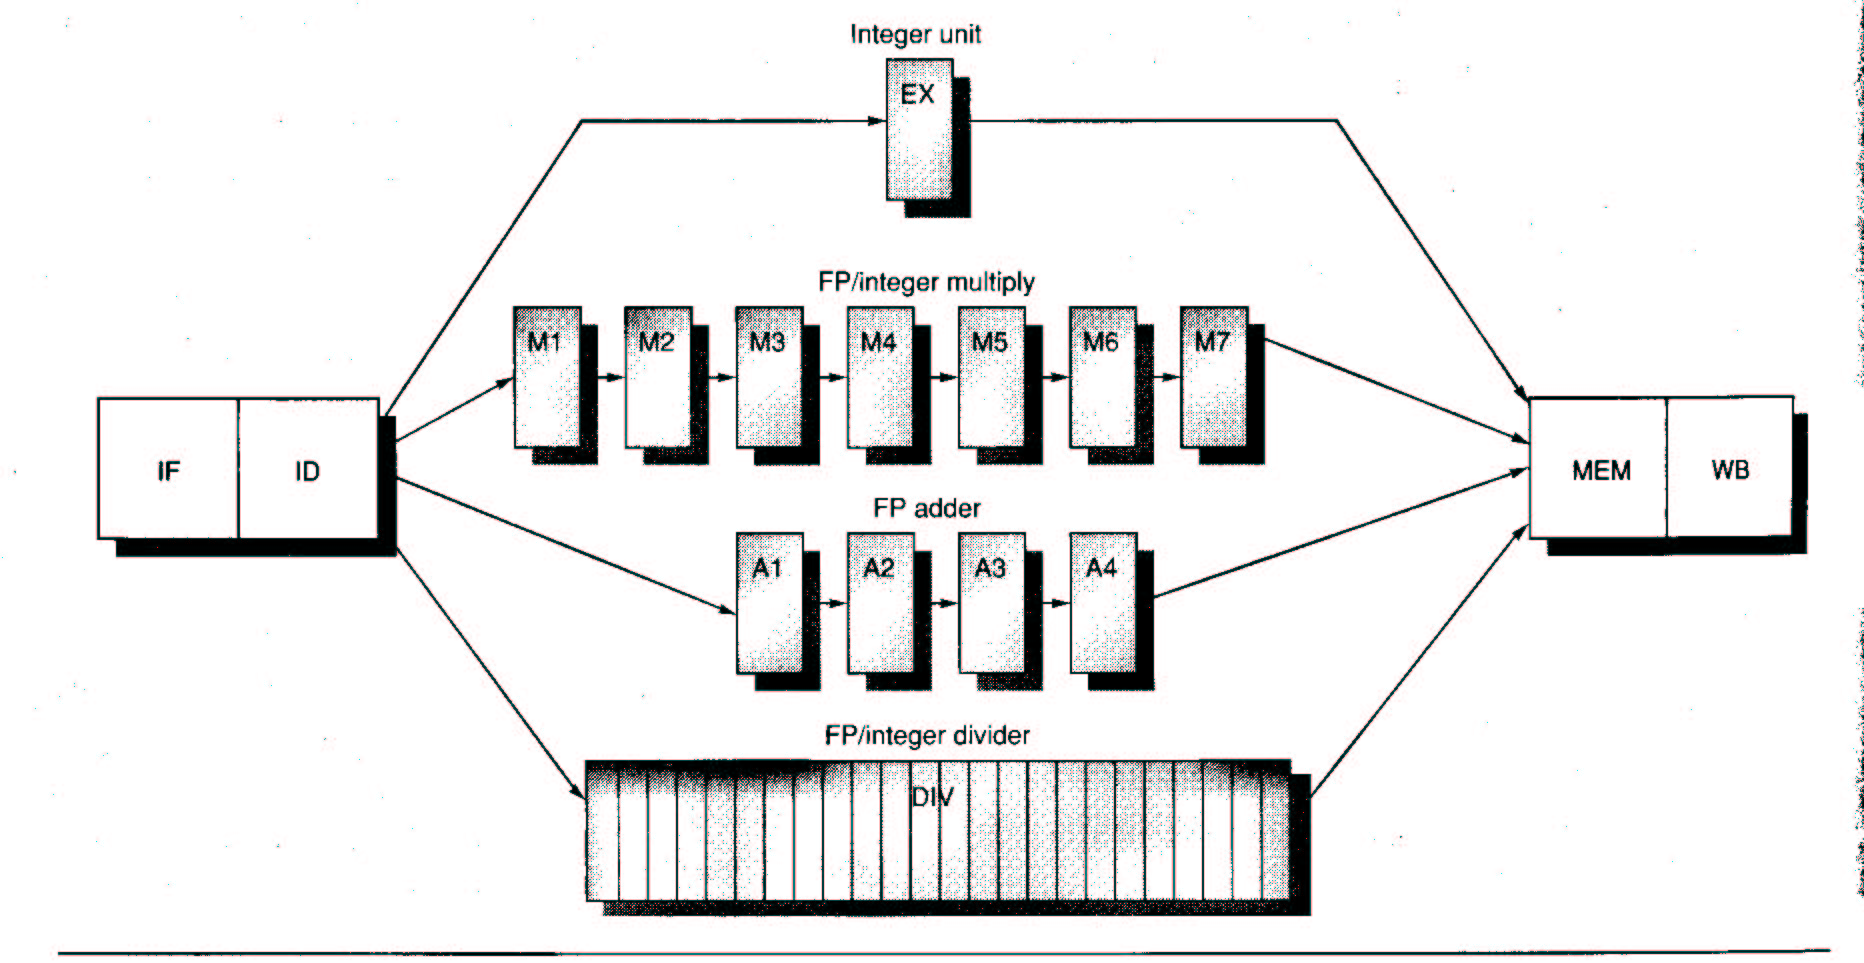 Integer unit
EX
FP/integer multiply
M1 M2 M3 M4 M5 M6 M7
IF ID
MEM WB
FP adder
A1 A2 A3 A4
FP/integer divider
DIV